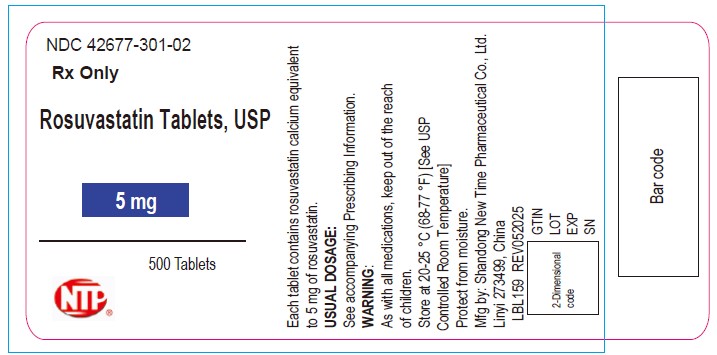 NDC 42677-301-02
Rx Only
Rosuvastatin Tablets, USP
5 mg
500 Tablets
NTP
®
Each tablet contains rosuvastatin calcium equivalent
to 5 mg of rosuvastatin.
USUAL DOSAGE:
See accompanying Prescribing Information.
WARNING:
As with all medications, keep out of the reach
of children.
Store at 20-25 °C (68-77 °F) [See USP
Controlled Room Temperature]
Protect from moisture.
Mfg by: Shandong New Time Pharmaceutical Co., Ltd.
Linyi 273499, China
LBL159 REV052025
GTIN
LOT
EXP
SN
2-Dimensional
code
Bar code